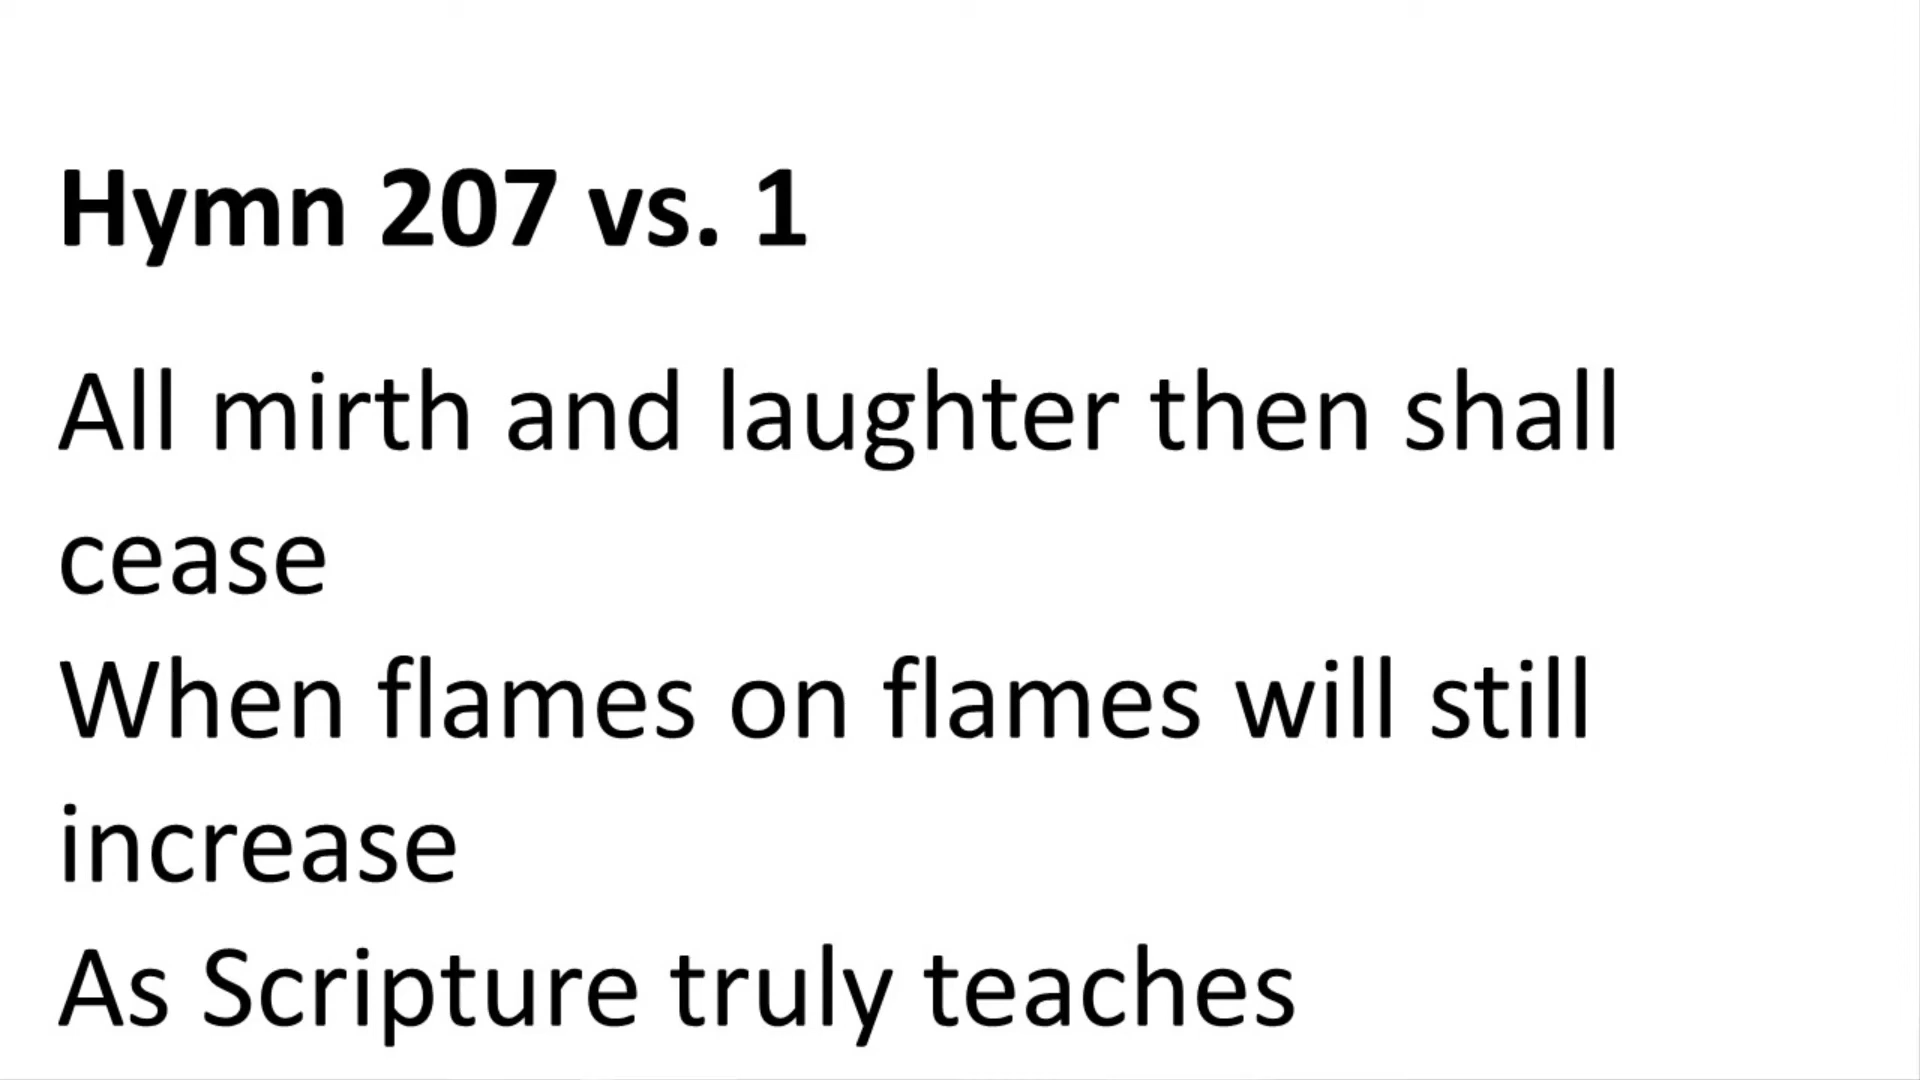 Hymn 207 vs. 1
All mirth and laughter then shall
cease
When flames on flames will still
increase
As Scripture truly teaches